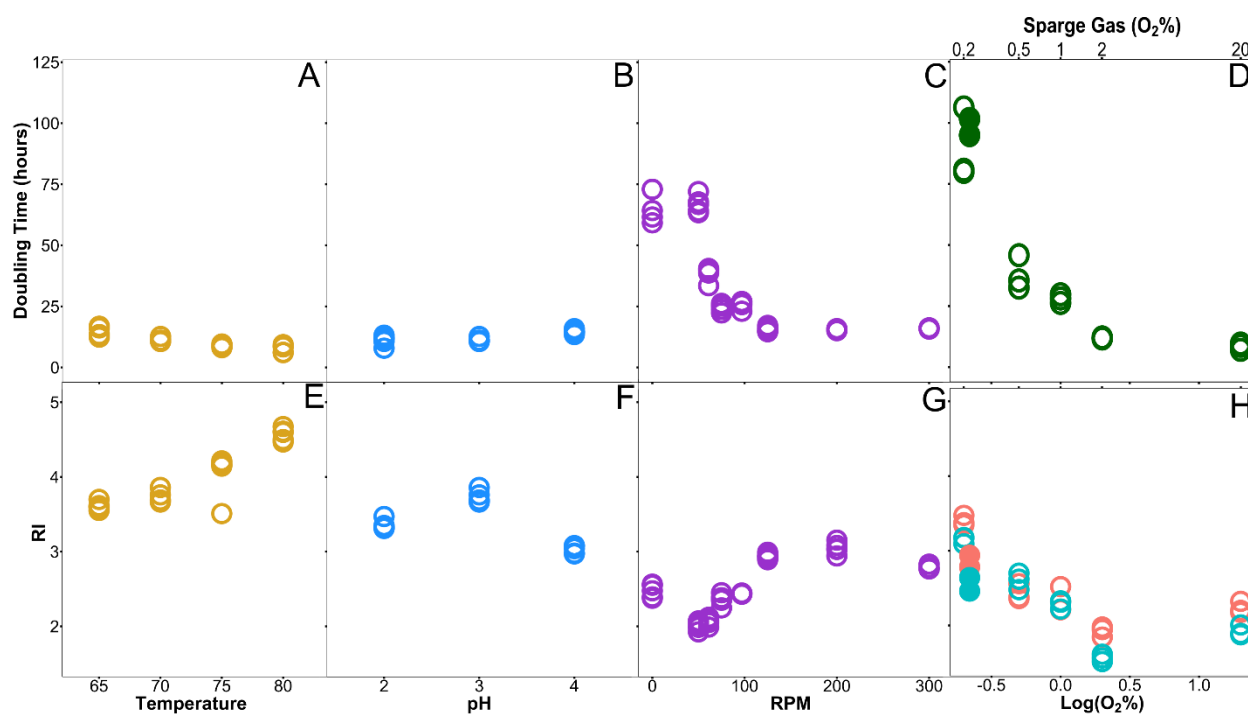 Sparge Gas (O₂%)
0.2 0.5 1 2 20
A B C D
125
100
75
50
25
0
Doubling Time (hours)
E F G H
5
4
3
2
RI
65 70 75 80 2 3 4 0 100 200 300 -0.5 0.0 0.5 1.0
Temperature pH RPM Log(O₂%)